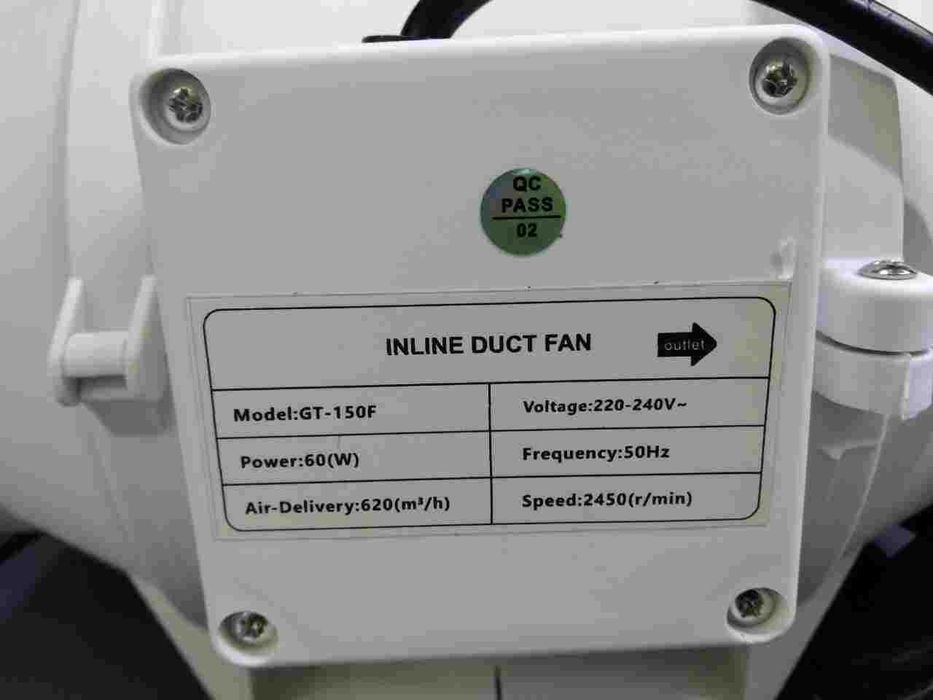 QC
PASS
02
INLINE DUCT FAN
outlet
Model:GT-150F
Voltage:220-240V~
Power:60(W)
Frequency:50Hz
Air-Delivery:620(m³/h)
Speed:2450(r/min)